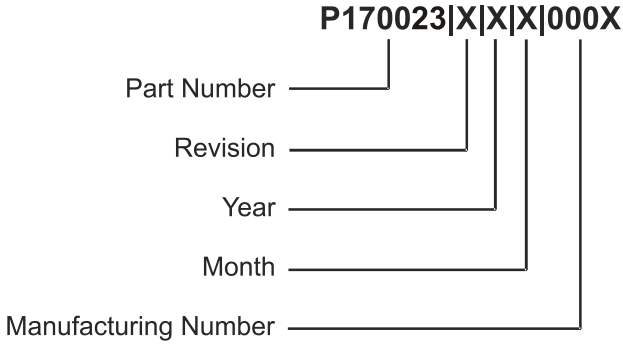 P170023|X|X|X|000X
Part Number
Revision
Year
Month
Manufacturing Number